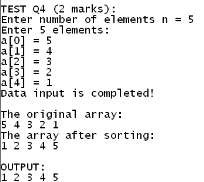 TEST Q4 (2 marks):
Enter number of elements n = 5
Enter 5 elements:
a[0] = 5
a[1] = 4
a[2] = 3
a[3] = 2
a[4] = 1
Data input is completed!
The original array:
5 4 3 2 1
The array after sorting:
1 2 3 4 5
OUTPUT:
1 2 3 4 5